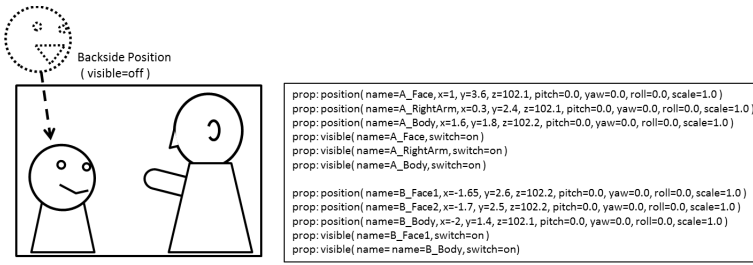 Backside Position
( visible=off )
prop: position( name=A_Face, x=1, y=3.6, z=102.1, pitch=0.0, yaw=0.0, roll=0.0, scale=1.0 )
prop: position( name=A_RightArm, x=0.3, y=2.4, z=102.1, pitch=0.0, yaw=0.0, roll=0.0, scale=1.0 )
prop: position( name=A_Body, x=1.6, y=1.8, z=102.2, pitch=0.0, yaw=0.0, roll=0.0, scale=1.0 )
prop: visible( name=A_Face, switch=on )
prop: visible( name=A_RightArm, switch=on )
prop: visible( name=A_Body, switch=on )
prop: position( name=B_Face1, x=-1.65, y=2.6, z=102.2, pitch=0.0, yaw=0.0, roll=0.0, scale=1.0 )
prop: position( name=B_Face2, x=-1.7, y=2.5, z=102.2, pitch=0.0, yaw=0.0, roll=0.0, scale=1.0 )
prop: position( name=B_Body, x=-2, y=1.4, z=102.1, pitch=0.0, yaw=0.0, roll=0.0, scale=1.0 )
prop: visible( name=B_Face1, switch=on )
prop: visible( name= name=B_Body, switch=on)